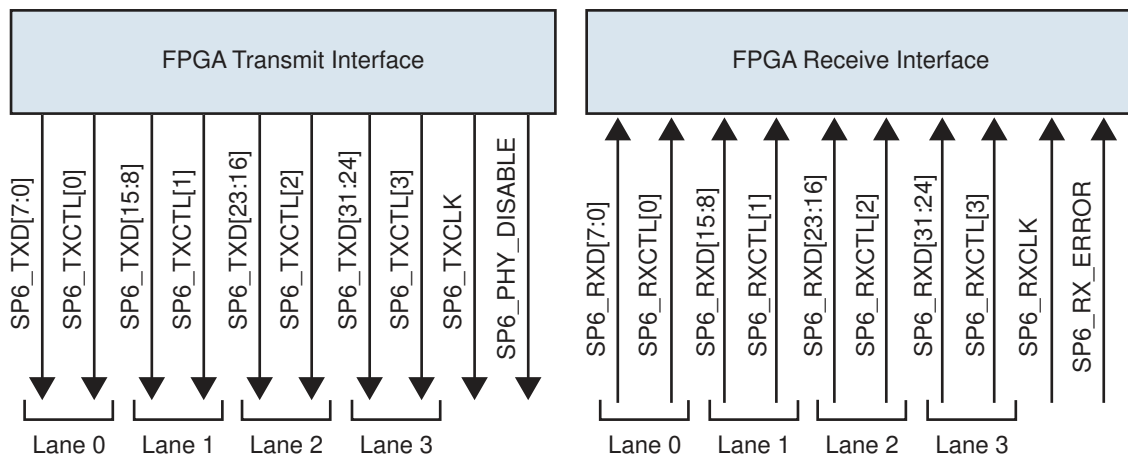 FPGA Transmit Interface
SP6_TXD[7:0]
SP6_TXCTL[0]
SP6_TXD[15:8]
SP6_TXCTL[1]
SP6_TXD[23:16]
SP6_TXCTL[2]
SP6_TXD[31:24]
SP6_TXCTL[3]
SP6_TXCLK
SP6_PHY_DISABLE
Lane 0
Lane 1
Lane 2
Lane 3
FPGA Receive Interface
SP6_RXD[7:0]
SP6_RXCTL[0]
SP6_RXD[15:8]
SP6_RXCTL[1]
SP6_RXD[23:16]
SP6_RXCTL[2]
SP6_RXD[31:24]
SP6_RXCTL[3]
SP6_RXCLK
SP6_RX_ERROR
Lane 0
Lane 1
Lane 2
Lane 3